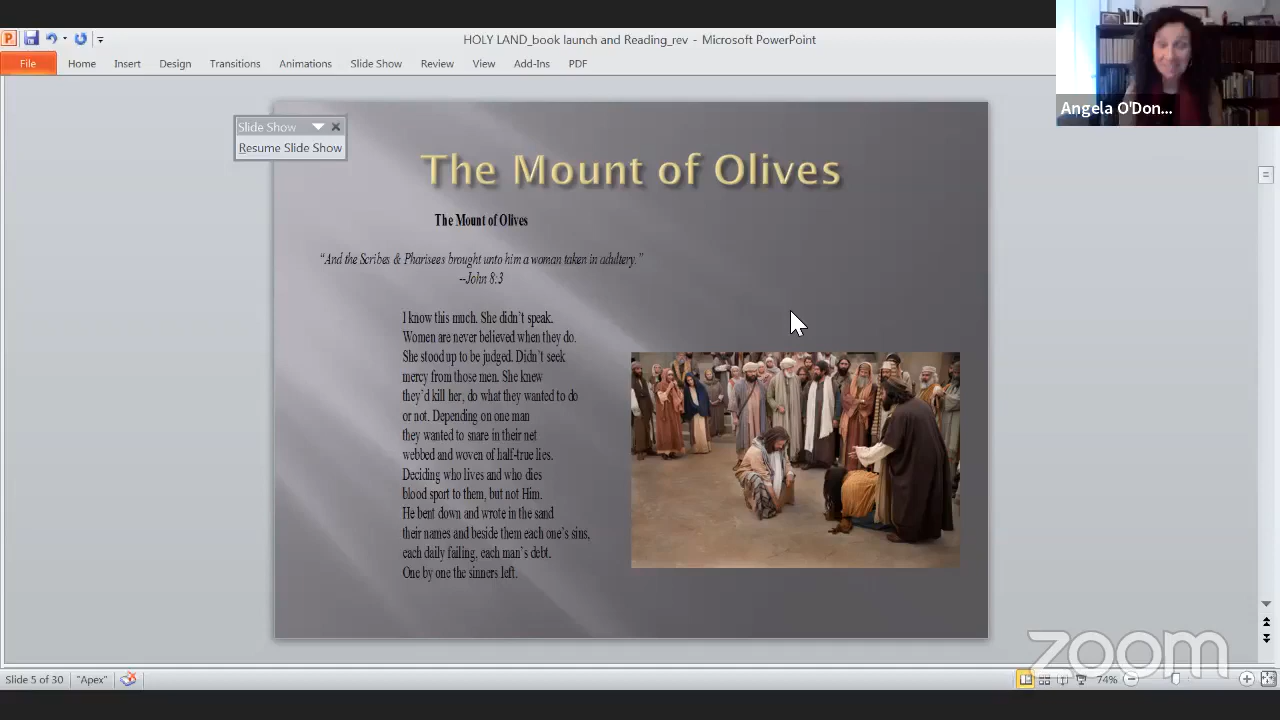 HOLY LAND_book launch and Reading_rev - Microsoft PowerPoint
File Home Insert Design Transitions Animations Slide Show Review View Add-Ins PDF
Angela O'Don...
Slide Show
Resume Slide Show
The Mount of Olives
The Mount of Olives
“And the Scribes & Pharisees brought unto him a woman taken in adultery.”
--John 8:3
I know this much. She didn’t speak.
Women are never believed when they do.
She stood up to be judged. Didn’t seek
mercy from those men. She knew
they’d kill her, do what they wanted to do
or not. Depending on one man
they wanted to snare in their net
webbed and woven of half-true lies.
Deciding who lives and who dies
blood sport to them, but not Him.
He bent down and wrote in the sand
their names and beside them each one’s sins,
each daily failing, each man’s debt.
One by one the sinners left.
zoom
Slide 5 of 30 "Apex" 74%